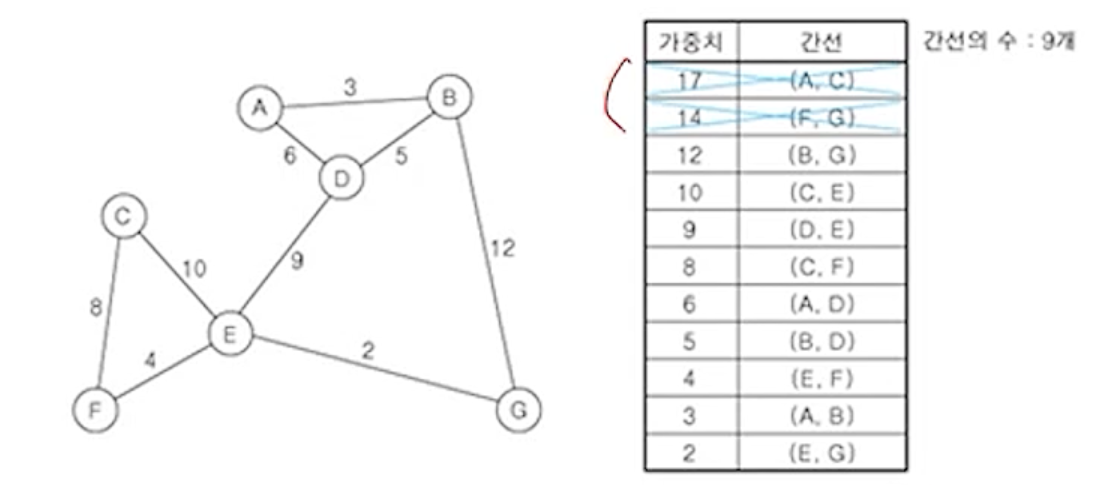 가중치 간선 간선의 수 : 9개
17 (A, C)
14 (F, G)
12 (B, G)
10 (C, E)
9 (D, E)
8 (C, F)
6 (A, D)
5 (B, D)
4 (E, F)
3 (A, B)
2 (E, G)
3
A
B
6
5
D
C
12
10
9
8
E
4
2
F
G